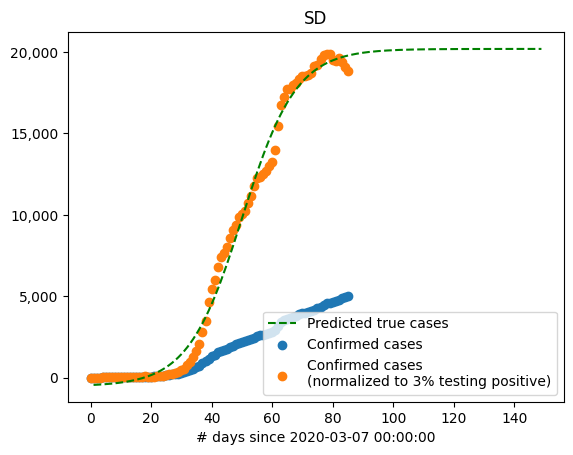 SD
20,000
15,000
10,000
5,000
0
Predicted true cases
Confirmed cases
Confirmed cases
(normalized to 3% testing positive)
0 20 40 60 80 100 120 140
# days since 2020-03-07 00:00:00